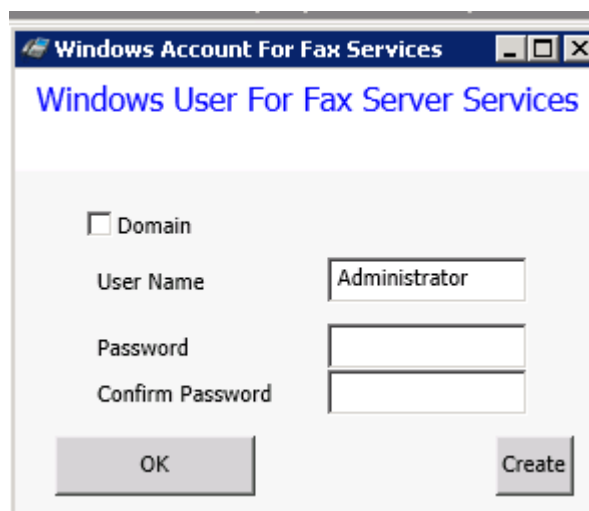 Windows Account For Fax Services
Windows User For Fax Server Services
Domain
User Name
Administrator
Password
Confirm Password
OK
Create